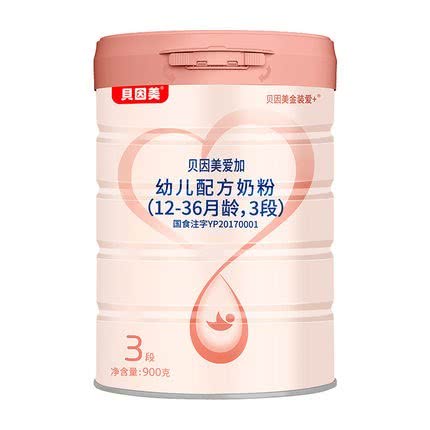 贝因美
贝因美金装爱+®
贝因美爱加
幼儿配方奶粉
(12-36月龄,3段)
国食注字YP20170001
3段
净含量:900克